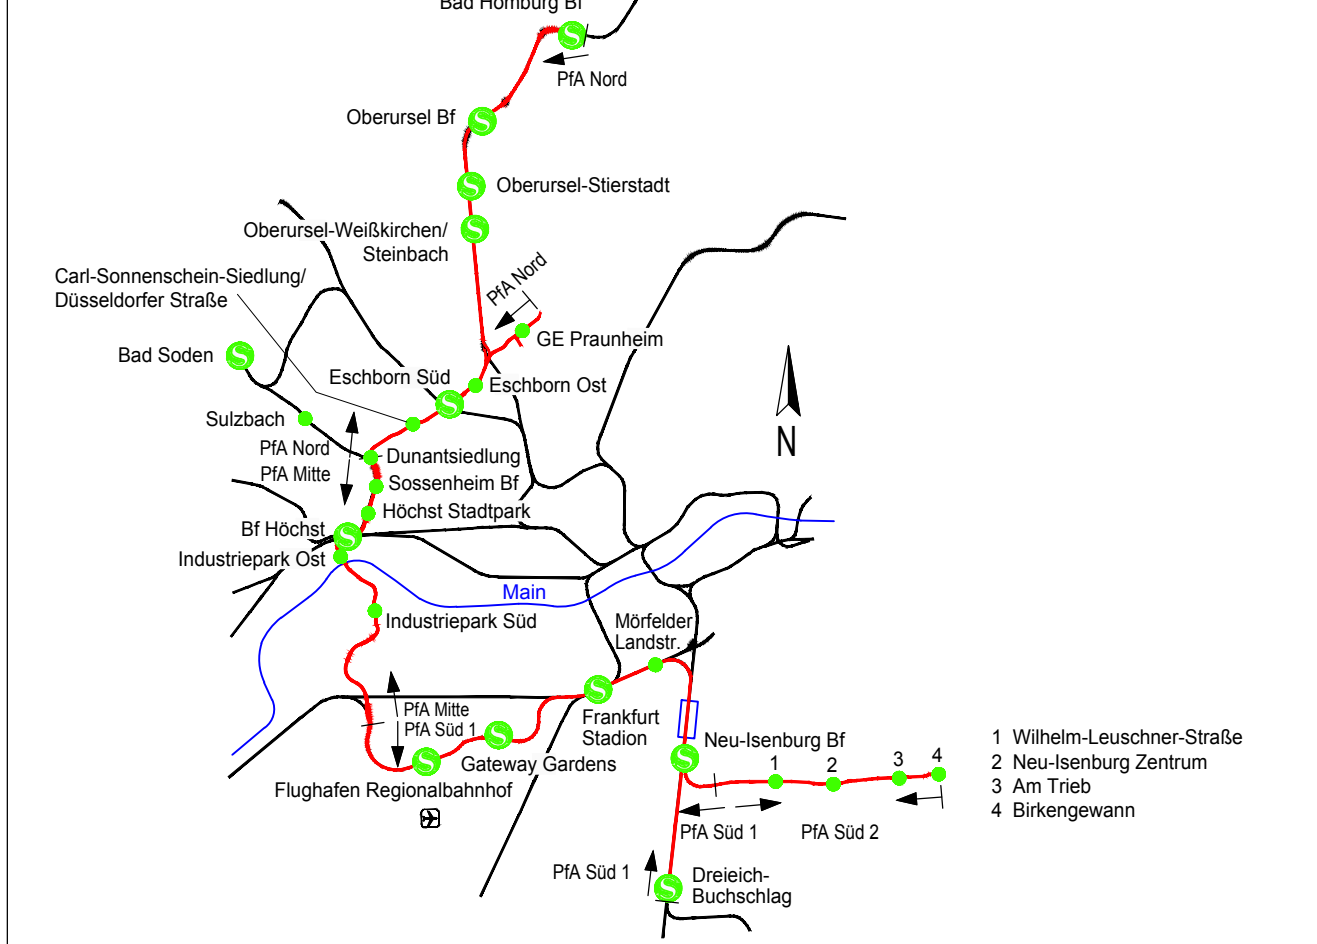 Bad Homburg Bf
PfA Nord
Oberursel Bf
Oberursel-Stierstadt
Oberursel-Weißkirchen/
Steinbach
Carl-Sonnenschein-Siedlung/
Düsseldorfer Straße
PfA Nord
GE Praunheim
Bad Soden
Eschborn Süd
Eschborn Ost
Sulzbach
PfA Nord
PfA Mitte
Dunantsiedlung
Sossenheim Bf
Höchst Stadtpark
Bf Höchst
Industriepark Ost
N
Main
Industriepark Süd
Mörfelder
Landstr.
PfA Mitte
PfA Süd 1
Frankfurt
Stadion
Gateway Gardens
Flughafen Regionalbahnhof
Neu-Isenburg Bf
1
2
3
4
PfA Süd 1
PfA Süd 2
PfA Süd 1
Dreieich-
Buchschlag
1 Wilhelm-Leuschner-Straße
2 Neu-Isenburg Zentrum
3 Am Trieb
4 Birkengewann
S
S
S
S
S
S
S
S
S
S
S
S